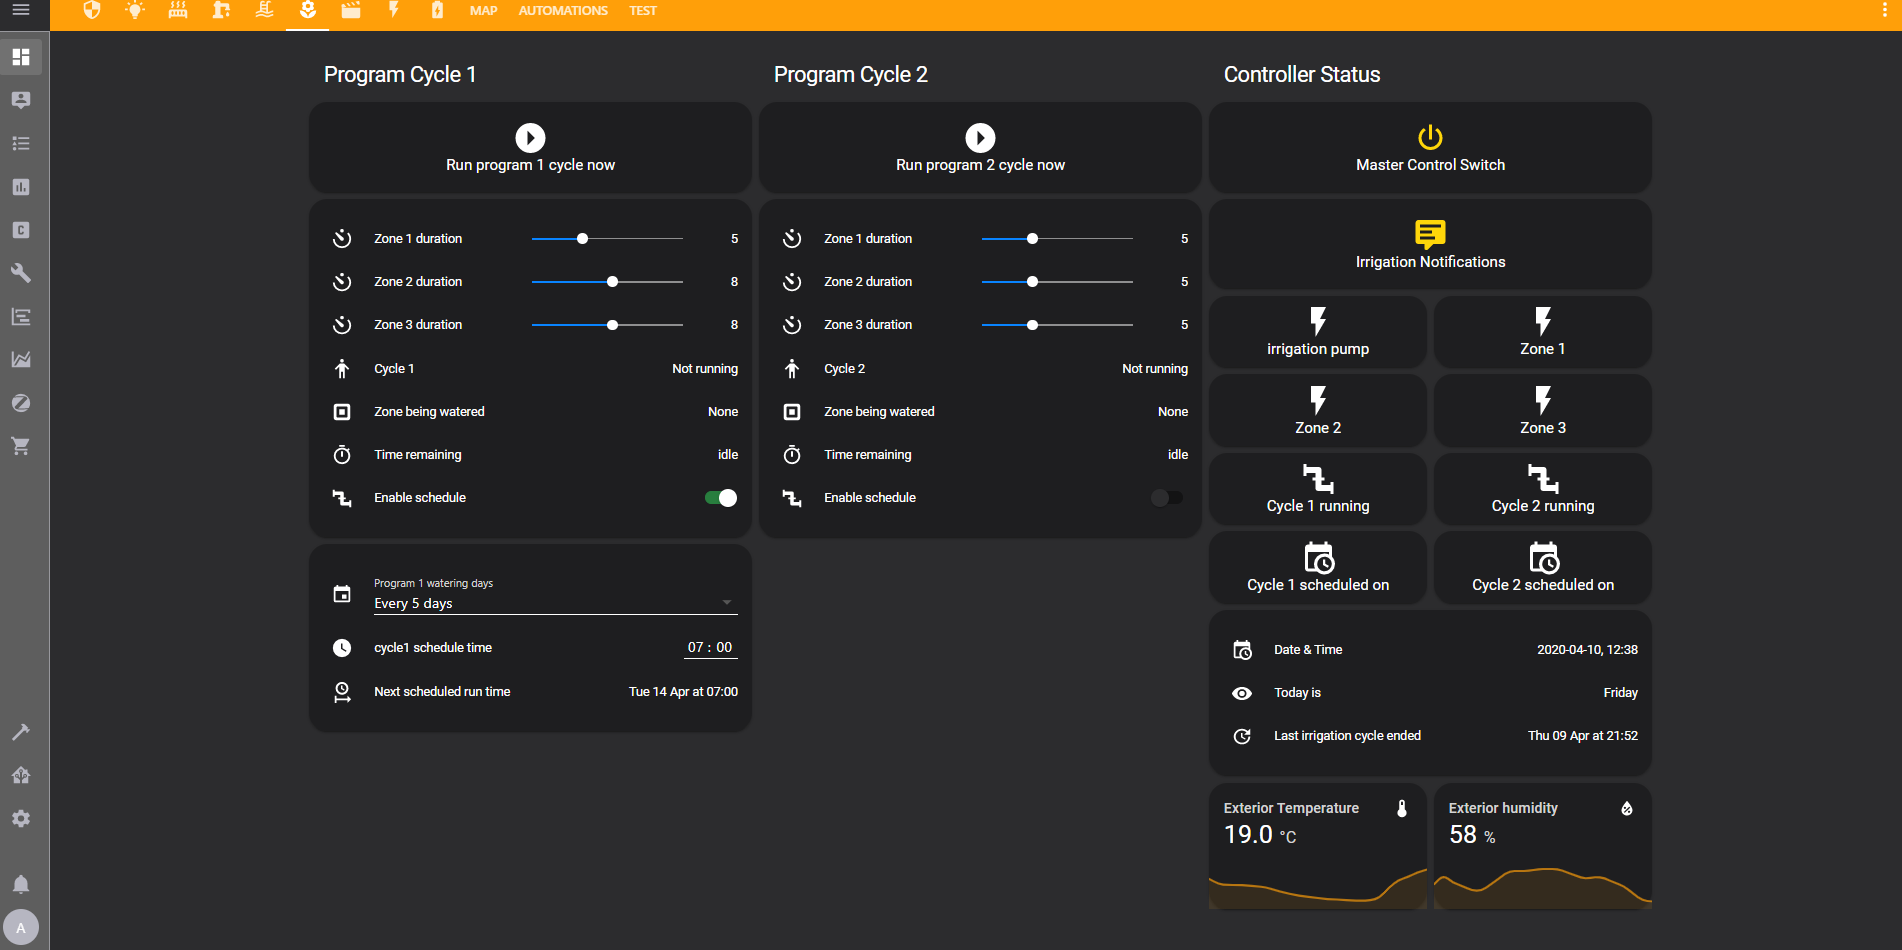 MAP AUTOMATIONS TEST
Program Cycle 1
Run program 1 cycle now
Zone 1 duration 5
Zone 2 duration 8
Zone 3 duration 8
Cycle 1 Not running
Zone being watered None
Time remaining idle
Enable schedule
Program 1 watering days
Every 5 days
cycle1 schedule time 07 : 00
Next scheduled run time Tue 14 Apr at 07:00
Program Cycle 2
Run program 2 cycle now
Zone 1 duration 5
Zone 2 duration 5
Zone 3 duration 5
Cycle 2 Not running
Zone being watered None
Time remaining idle
Enable schedule
Controller Status
Master Control Switch
Irrigation Notifications
irrigation pump
Zone 1
Zone 2
Zone 3
Cycle 1 running
Cycle 2 running
Cycle 1 scheduled on
Cycle 2 scheduled on
Date & Time 2020-04-10, 12:38
Today is Friday
Last irrigation cycle ended Thu 09 Apr at 21:52
Exterior Temperature
19.0 °C
Exterior humidity
58 %
C
A